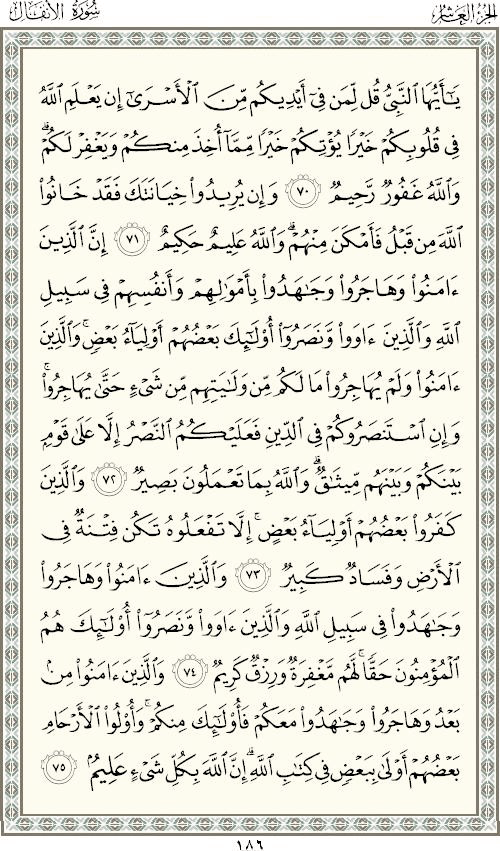 الجزء العاشر سورة الأنفال
يَٰٓأَيُّهَا ٱلنَّبِيُّ قُل لِّمَن فِىٓ أَيْدِيكُم مِّنَ ٱلْأَسْرَىٰٓ إِن يَعْلَمِ ٱللَّهُ
فِى قُلُوبِكُمْ خَيْرًا يُؤْتِكُمْ خَيْرًا مِّمَّآ أُخِذَ مِنكُمْ وَيَغْفِرْ لَكُمْۗ
وَٱللَّهُ غَفُورٌ رَّحِيمٌ ٧٠ وَإِن يُرِيدُوا۟ خِيَانَتَكَ فَقَدْ خَانُوا۟
ٱللَّهَ مِن قَبْلُ فَأَمْكَنَ مِنْهُمْۗ وَٱللَّهُ عَلِيمٌ حَكِيمٌ ٧١ إِنَّ ٱلَّذِينَ
ءَامَنُوا۟ وَهَاجَرُوا۟ وَجَٰهَدُوا۟ بِأَمْوَٰلِهِمْ وَأَنفُسِهِمْ فِى سَبِيلِ
ٱللَّهِ وَٱلَّذِينَ ءَاوَوا۟ وَّنَصَرُوٓا۟ أُو۟لَٰٓئِكَ بَعْضُهُمْ أَوْلِيَآءُ بَعْضٍۚ وَٱلَّذِينَ
ءَامَنُوا۟ وَلَمْ يُهَاجِرُوا۟ مَا لَكُم مِّن وَلَٰيَتِهِم مِّن شَىْءٍ حَتَّىٰ يُهَاجِرُوا۟ۚ
وَإِنِ ٱسْتَنصَرُوكُمْ فِى ٱلدِّينِ فَعَلَيْكُمُ ٱلنَّصْرُ إِلَّا عَلَىٰ قَوْمٍۭ
بَيْنَكُمْ وَبَيْنَهُم مِّيثَٰقٌۗ وَٱللَّهُ بِمَا تَعْمَلُونَ بَصِيرٌ ٧٢ وَٱلَّذِينَ
كَفَرُوا۟ بَعْضُهُمْ أَوْلِيَآءُ بَعْضٍۚ إِلَّا تَفْعَلُوهُ تَكُن فِتْنَةٌ فِى
ٱلْأَرْضِ وَفَسَادٌ كَبِيرٌ ٧٣ وَٱلَّذِينَ ءَامَنُوا۟ وَهَاجَرُوا۟
وَجَٰهَدُوا۟ فِى سَبِيلِ ٱللَّهِ وَٱلَّذِينَ ءَاوَوا۟ وَّنَصَرُوٓا۟ أُو۟لَٰٓئِكَ هُمُ
ٱلْمُؤْمِنُونَ حَقًّاۚ لَّهُم مَّغْفِرَةٌ وَرِزْقٌ كَرِيمٌ ٧٤ وَٱلَّذِينَ ءَامَنُوا۟ مِنۢ
بَعْدُ وَهَاجَرُوا۟ وَجَٰهَدُوا۟ مَعَكُمْ فَأُو۟لَٰٓئِكَ مِنكُمْۚ وَأُو۟لُوا۟ ٱلْأَرْحَامِ
بَعْضُهُمْ أَوْلَىٰ بِبَعْضٍ فِى كِتَٰبِ ٱللَّهِۗ إِنَّ ٱللَّهَ بِكُلِّ شَىْءٍ عَلِيمٌۢ ٧٥
١٨٦